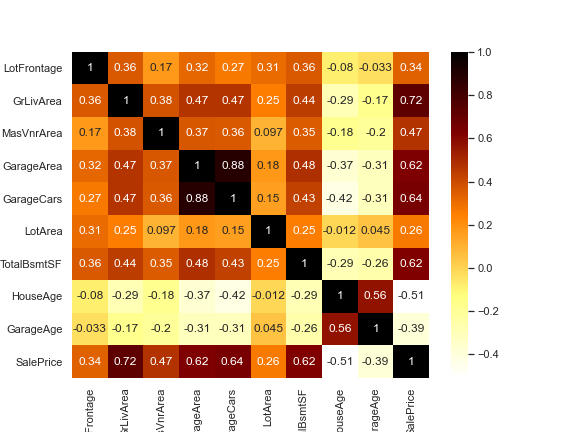 LotFrontage 1 0.36 0.17 0.32 0.27 0.31 0.36 -0.08 -0.033 0.34
GrLivArea 0.36 1 0.38 0.47 0.47 0.25 0.44 -0.29 -0.17 0.72
MasVnrArea 0.17 0.38 1 0.37 0.36 0.097 0.35 -0.18 -0.2 0.47
GarageArea 0.32 0.47 0.37 1 0.88 0.18 0.48 -0.37 -0.31 0.62
GarageCars 0.27 0.47 0.36 0.88 1 0.15 0.43 -0.42 -0.31 0.64
LotArea 0.31 0.25 0.097 0.18 0.15 1 0.25 -0.012 0.045 0.26
TotalBsmtSF 0.36 0.44 0.35 0.48 0.43 0.25 1 -0.29 -0.26 0.62
HouseAge -0.08 -0.29 -0.18 -0.37 -0.42 -0.012 -0.29 1 0.56 -0.51
GarageAge -0.033 -0.17 -0.2 -0.31 -0.31 0.045 -0.26 0.56 1 -0.39
SalePrice 0.34 0.72 0.47 0.62 0.64 0.26 0.62 -0.51 -0.39 1
Frontage
GrLivArea
sVnrArea
rageArea
rageCars
LotArea
lBsmtSF
ouseAge
rageAge
SalePrice
1.0
0.8
0.6
0.4
0.2
0.0
-0.2
-0.4